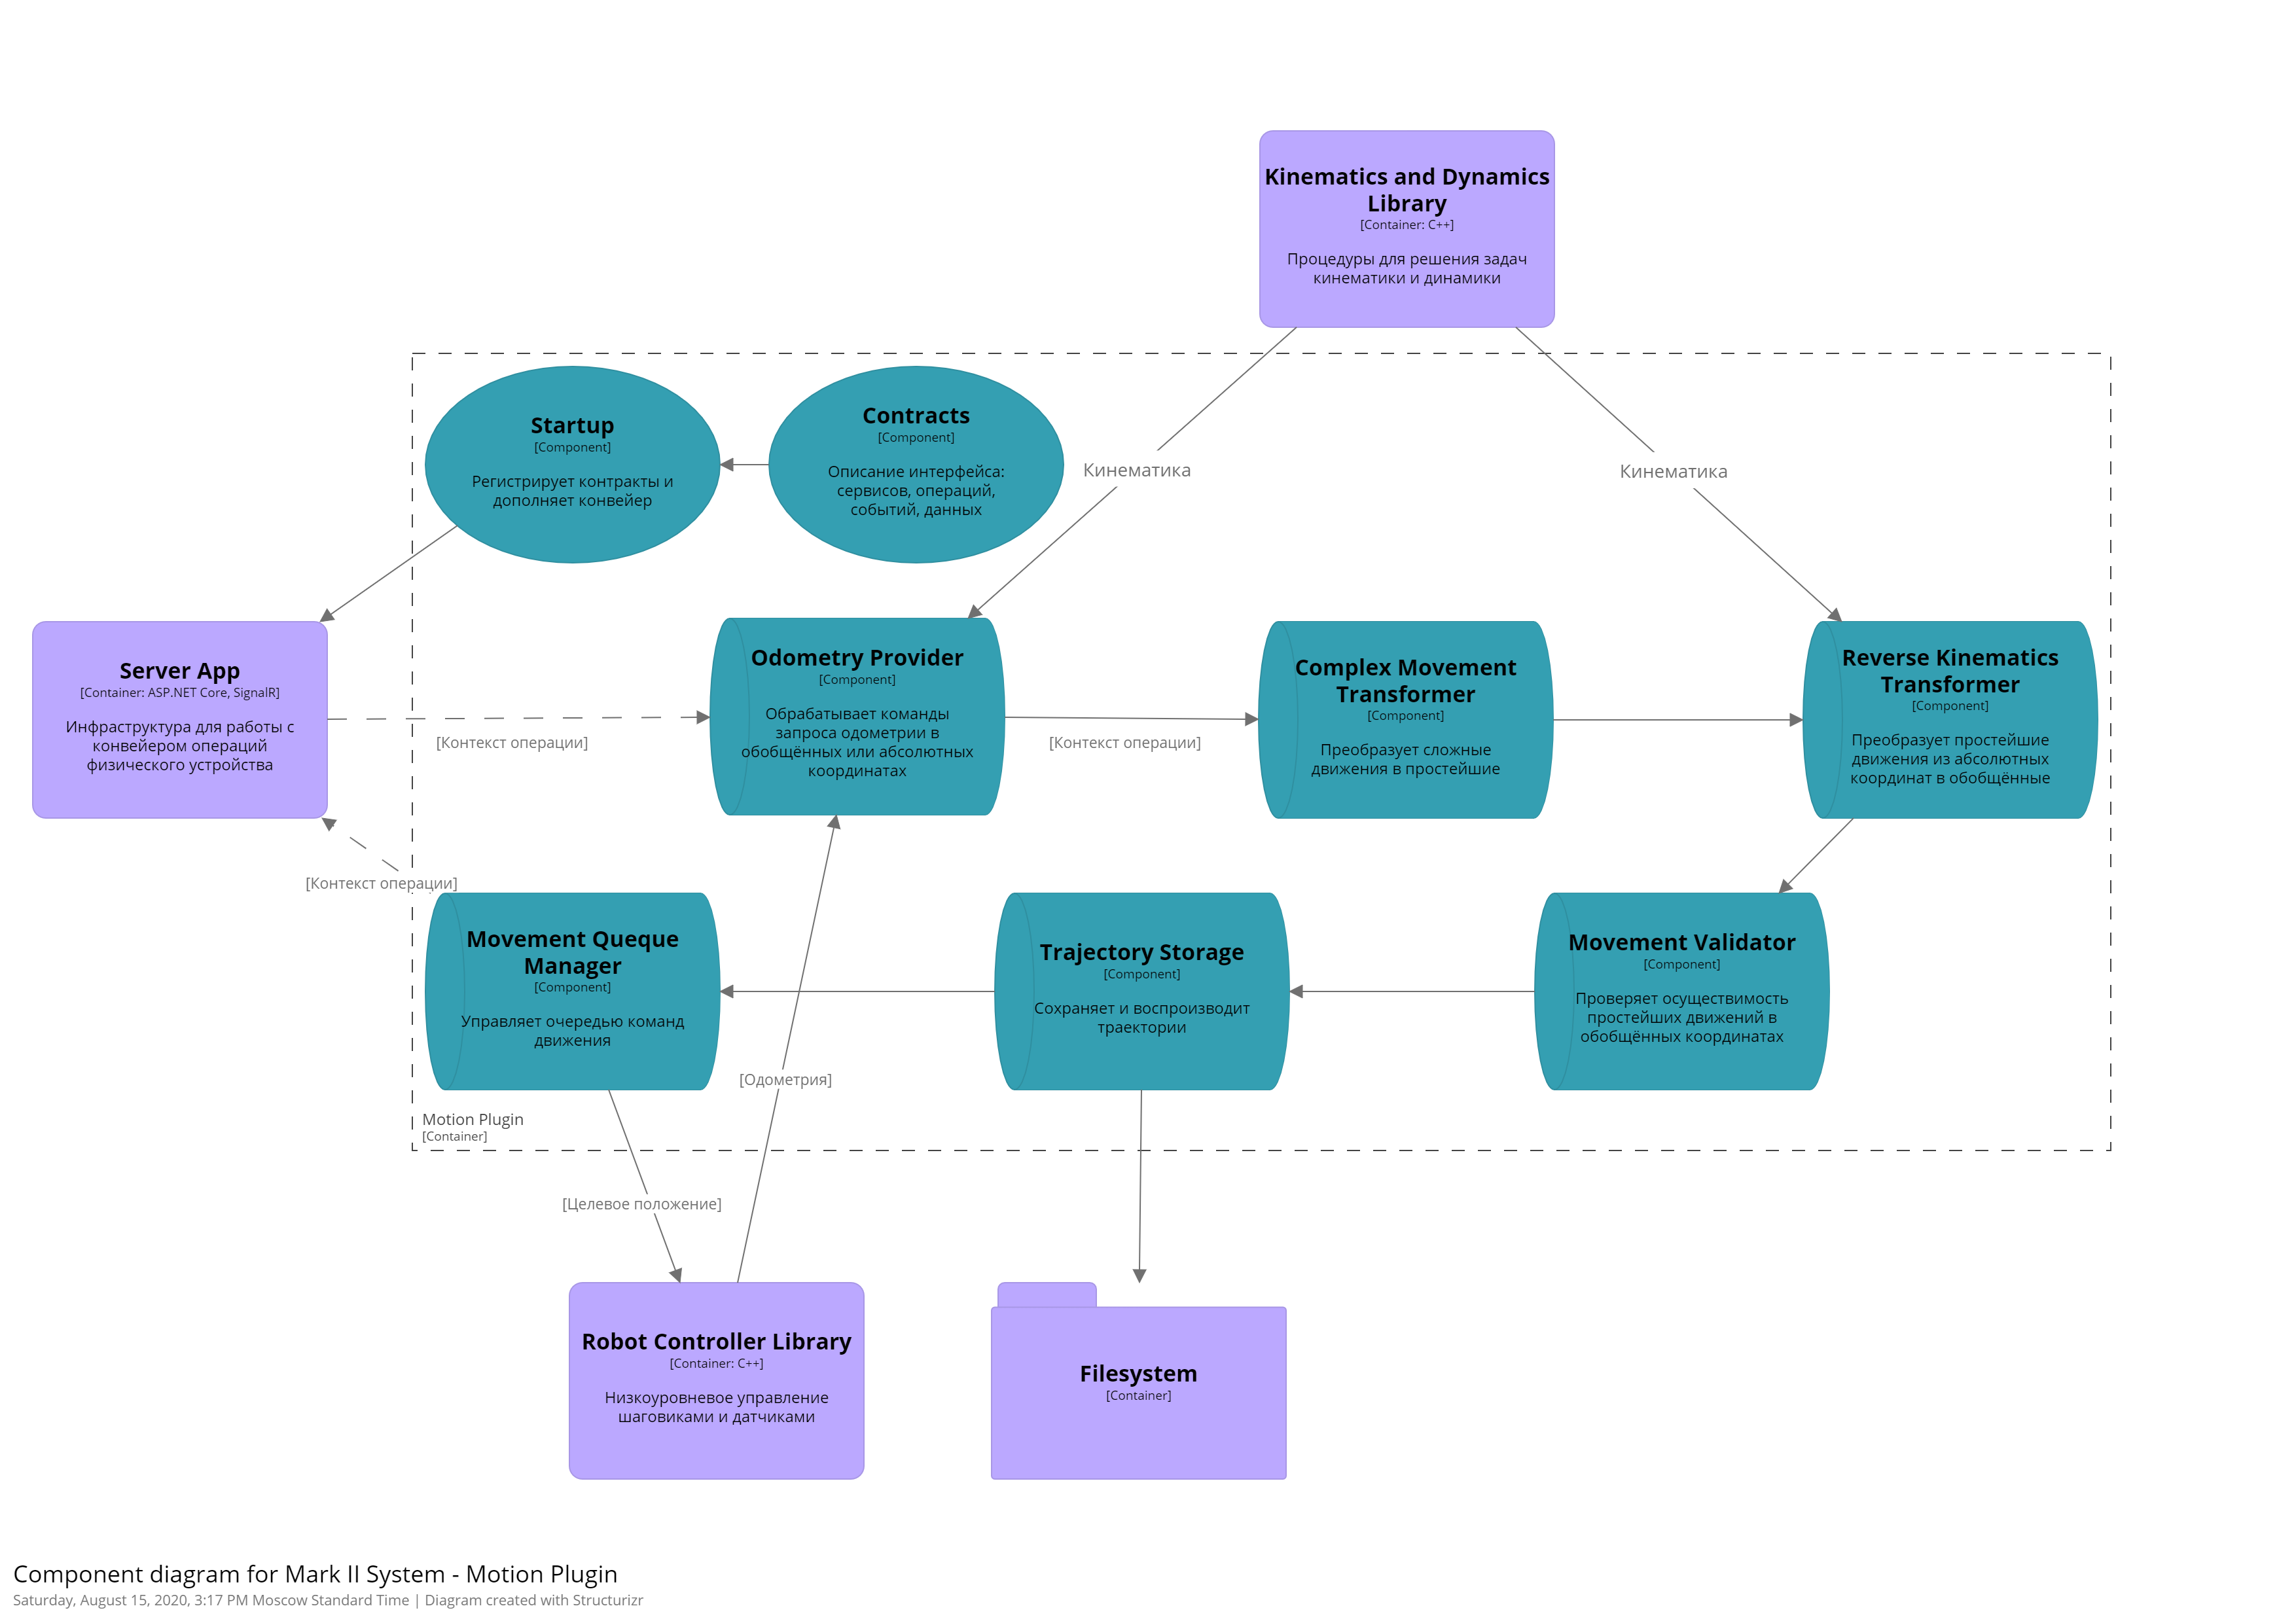 Kinematics and Dynamics
Library
[Container: C++]
Процедуры для решения задач
кинематики и динамики
Startup
[Component]
Регистрирует контракты и
дополняет конвейер
Contracts
[Component]
Описание интерфейса:
сервисов, операций,
событий, данных
Кинематика
Кинематика
Server App
[Container: ASP.NET Core, SignalR]
Инфраструктура для работы с
конвейером операций
физического устройства
[Контекст операции]
Odometry Provider
[Component]
Обрабатывает команды
запроса одометрии в
обобщённых или абсолютных
координатах
[Контекст операции]
Complex Movement
Transformer
[Component]
Преобразует сложные
движения в простейшие
Reverse Kinematics
Transformer
[Component]
Преобразует простейшие
движения из абсолютных
координат в обобщённые
[Контекст операции]
Movement Queque
Manager
[Component]
Управляет очередью команд
движения
Trajectory Storage
[Component]
Сохраняет и воспроизводит
траектории
Movement Validator
[Component]
Проверяет осуществимость
простейших движений в
обобщённых координатах
[Одометрия]
Motion Plugin
[Container]
[Целевое положение]
Robot Controller Library
[Container: C++]
Низкоуровневое управление
шаговиками и датчиками
Filesystem
[Container]
Component diagram for Mark II System - Motion Plugin
Saturday, August 15, 2020, 3:17 PM Moscow Standard Time | Diagram created with Structurizr